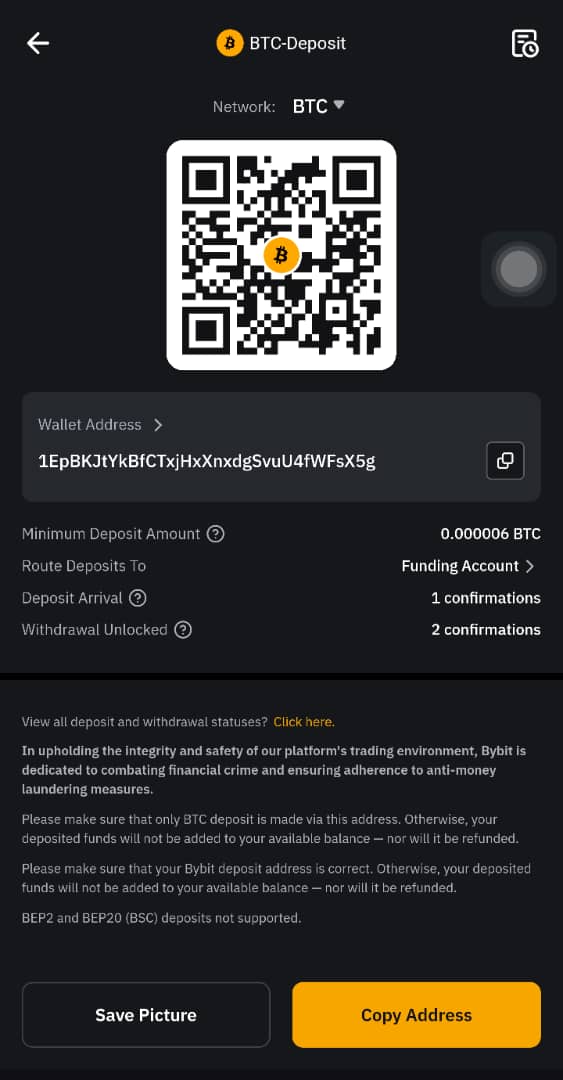 BTC-Deposit
Network: BTC
Wallet Address
1EpBKJtYkBfCTxjHxXnxdgSvuU4fWFsX5g
Minimum Deposit Amount 0.000006 BTC
Route Deposits To Funding Account
Deposit Arrival 1 confirmations
Withdrawal Unlocked 2 confirmations
View all deposit and withdrawal statuses? Click here.
In upholding the integrity and safety of our platform's trading environment, Bybit is
dedicated to combating financial crime and ensuring adherence to anti-money
laundering measures.
Please make sure that only BTC deposit is made via this address. Otherwise, your
deposited funds will not be added to your available balance — nor will it be refunded.
Please make sure that your Bybit deposit address is correct. Otherwise, your deposited
funds will not be added to your available balance — nor will it be refunded.
BEP2 and BEP20 (BSC) deposits not supported.
Save Picture
Copy Address